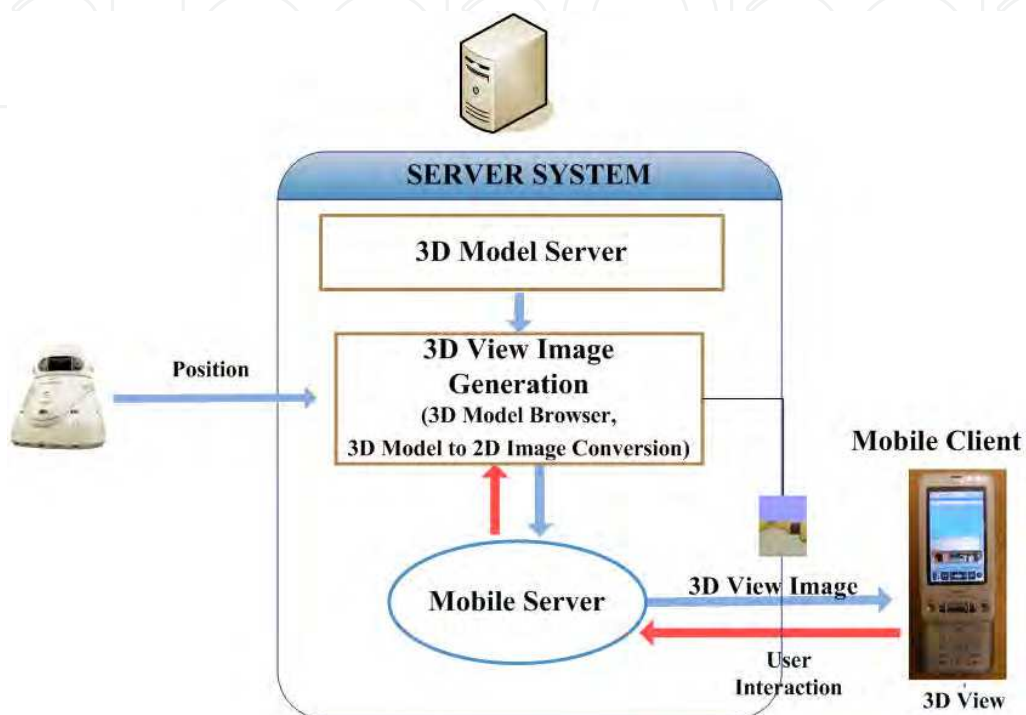 SERVER SYSTEM
3D Model Server
Position
3D View Image
Generation
(3D Model Browser,
3D Model to 2D Image Conversion)
Mobile Client
Mobile Server
3D View Image
User
Interaction
3D View